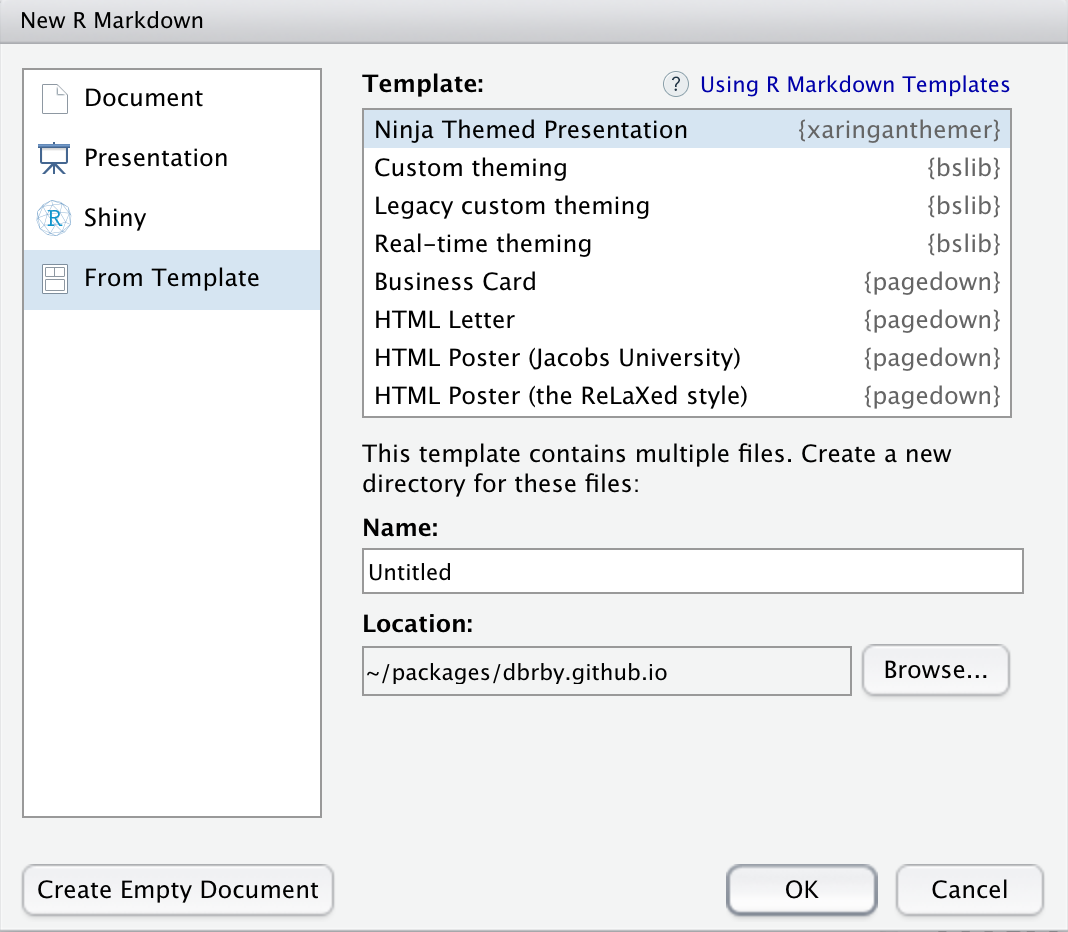 New R Markdown
Document
Presentation
Shiny
From Template
Template:
? Using R Markdown Templates
Ninja Themed Presentation {xaringanthemer}
Custom theming {bslib}
Legacy custom theming {bslib}
Real-time theming {bslib}
Business Card {pagedown}
HTML Letter {pagedown}
HTML Poster (Jacobs University) {pagedown}
HTML Poster (the ReLaXed style) {pagedown}
This template contains multiple files. Create a new
directory for these files:
Name:
Untitled
Location:
~/packages/dbrby.github.io
Browse...
Create Empty Document
OK
Cancel